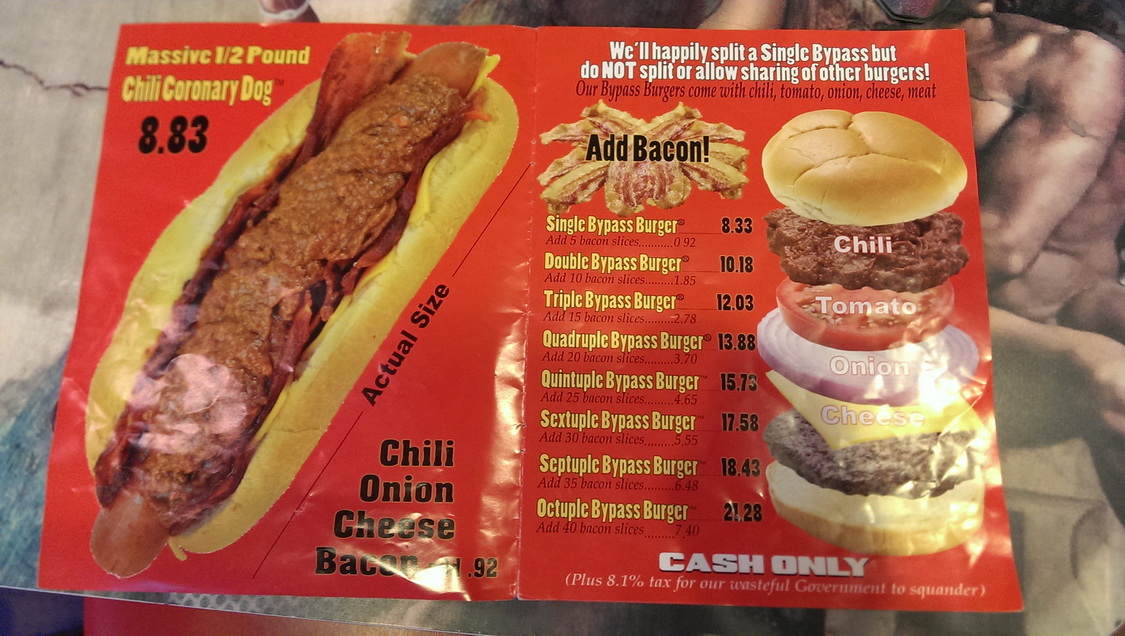 Massive 1/2 Pound
Chili Coronary Dog™
8.83
Actual Size
Chili
Onion
Cheese
Bacon .92
We'll happily split a Single Bypass but
do NOT split or allow sharing of other burgers!
Our Bypass Burgers come with chili, tomato, onion, cheese, meat
Add Bacon!
Single Bypass Burger® 8.33
Add 5 bacon slices..........0.92
Double Bypass Burger® 10.18
Add 10 bacon slices.........1.85
Triple Bypass Burger® 12.03
Add 15 bacon slices.........2.78
Quadruple Bypass Burger® 13.88
Add 20 bacon slices.........3.70
Quintuple Bypass Burger™ 15.73
Add 25 bacon slices.........4.65
Sextuple Bypass Burger™ 17.58
Add 30 bacon slices.........5.55
Septuple Bypass Burger™ 18.43
Add 35 bacon slices.........6.48
Octuple Bypass Burger™ 21.28
Add 40 bacon slices.........7.40
Chili
Tomato
Onion
Cheese
CASH ONLY
(Plus 8.1% tax for our wasteful Government to squander)